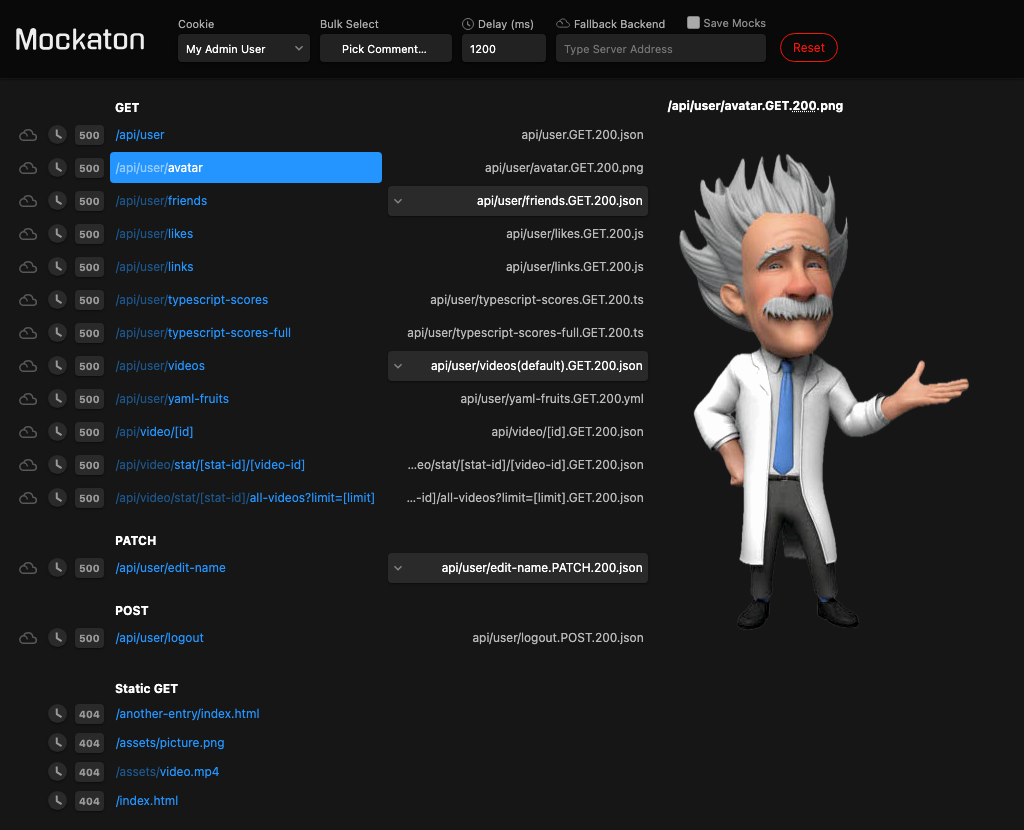 Mockaton
Cookie
My Admin User
Bulk Select
Pick Comment...
Delay (ms)
1200
Fallback Backend
Type Server Address
Save Mocks
Reset
GET
500 /api/user api/user.GET.200.json
500 /api/user/avatar api/user/avatar.GET.200.png
500 /api/user/friends api/user/friends.GET.200.json
500 /api/user/likes api/user/likes.GET.200.js
500 /api/user/links api/user/links.GET.200.js
500 /api/user/typescript-scores api/user/typescript-scores.GET.200.ts
500 /api/user/typescript-scores-full api/user/typescript-scores-full.GET.200.ts
500 /api/user/videos api/user/videos(default).GET.200.json
500 /api/user/yaml-fruits api/user/yaml-fruits.GET.200.yml
500 /api/video/[id] api/video/[id].GET.200.json
500 /api/video/stat/[stat-id]/[video-id] ...eo/stat/[stat-id]/[video-id].GET.200.json
500 /api/video/stat/[stat-id]/all-videos?limit=[limit] ...-id]/all-videos?limit=[limit].GET.200.json
PATCH
500 /api/user/edit-name api/user/edit-name.PATCH.200.json
POST
500 /api/user/logout api/user/logout.POST.200.json
Static GET
404 /another-entry/index.html
404 /assets/picture.png
404 /assets/video.mp4
404 /index.html
/api/user/avatar.GET.200.png